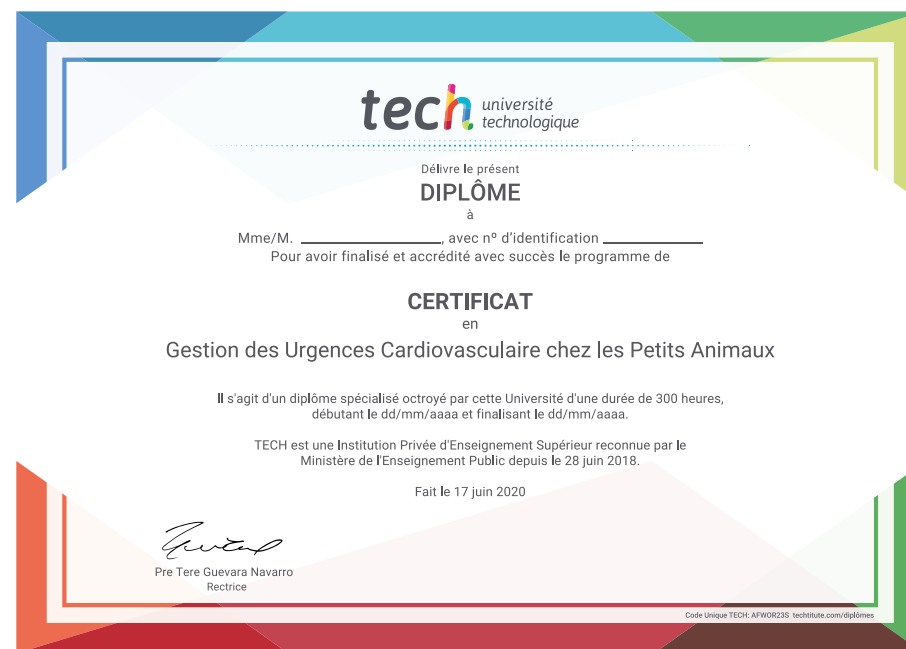 tech université
technologique
Délivre le présent
DIPLÔME
à
Mme/M. ____________________, avec nº d'identification ______________
Pour avoir finalisé et accrédité avec succès le programme de
CERTIFICAT
en
Gestion des Urgences Cardiovasculaire chez les Petits Animaux
Il s'agit d'un diplôme spécialisé octroyé par cette Université d'une durée de 300 heures,
débutant le dd/mm/aaaa et finalisant le dd/mm/aaaa.
TECH est une Institution Privée d'Enseignement Supérieur reconnue par le
Ministère de l'Enseignement Public depuis le 28 juin 2018.
Fait le 17 juin 2020
Pre Tere Guevara Navarro
Rectrice
Code Unique TECH: AFWOR23S techtitute.com/diplômes